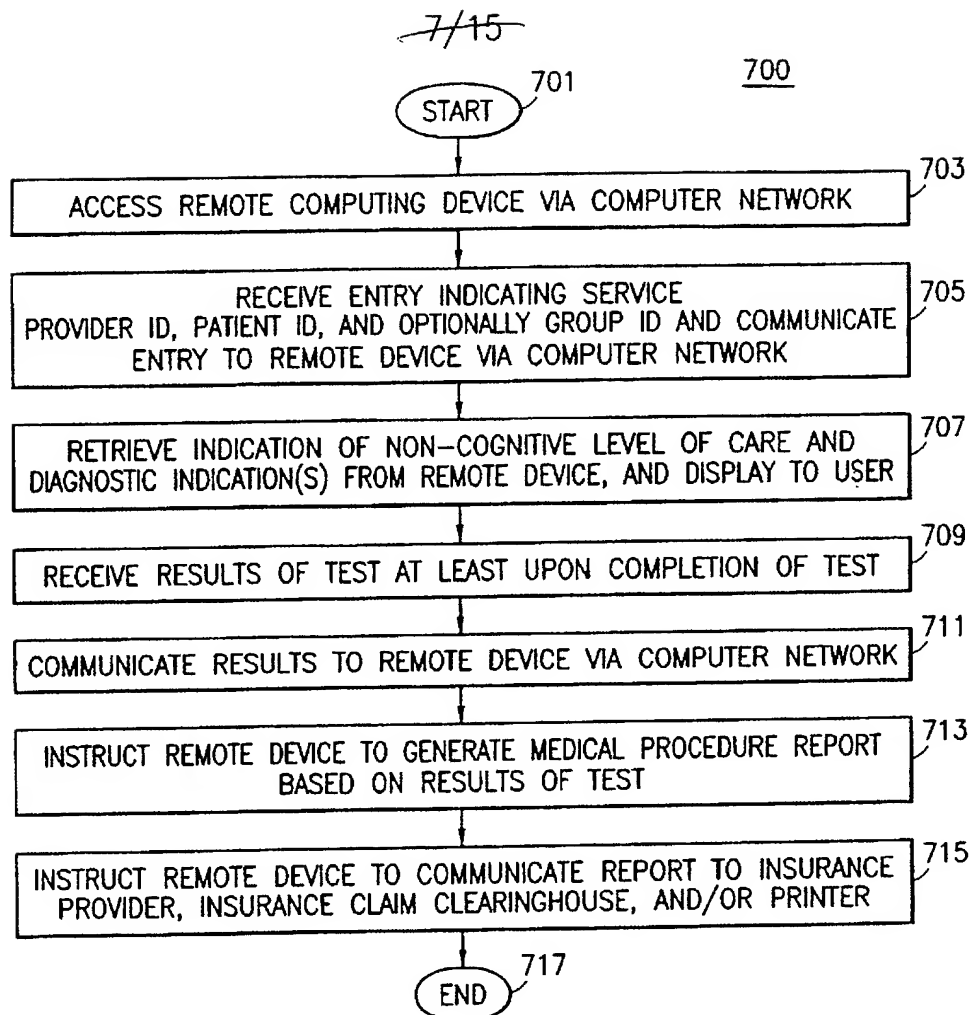 7/15
700
701
START
703
ACCESS REMOTE COMPUTING DEVICE VIA COMPUTER NETWORK
705
RECEIVE ENTRY INDICATING SERVICE
PROVIDER ID, PATIENT ID, AND OPTIONALLY GROUP ID AND COMMUNICATE
ENTRY TO REMOTE DEVICE VIA COMPUTER NETWORK
707
RETRIEVE INDICATION OF NON-COGNITIVE LEVEL OF CARE AND
DIAGNOSTIC INDICATION(S) FROM REMOTE DEVICE, AND DISPLAY TO USER
709
RECEIVE RESULTS OF TEST AT LEAST UPON COMPLETION OF TEST
711
COMMUNICATE RESULTS TO REMOTE DEVICE VIA COMPUTER NETWORK
713
INSTRUCT REMOTE DEVICE TO GENERATE MEDICAL PROCEDURE REPORT
BASED ON RESULTS OF TEST
715
INSTRUCT REMOTE DEVICE TO COMMUNICATE REPORT TO INSURANCE
PROVIDER, INSURANCE CLAIM CLEARINGHOUSE, AND/OR PRINTER
717
END